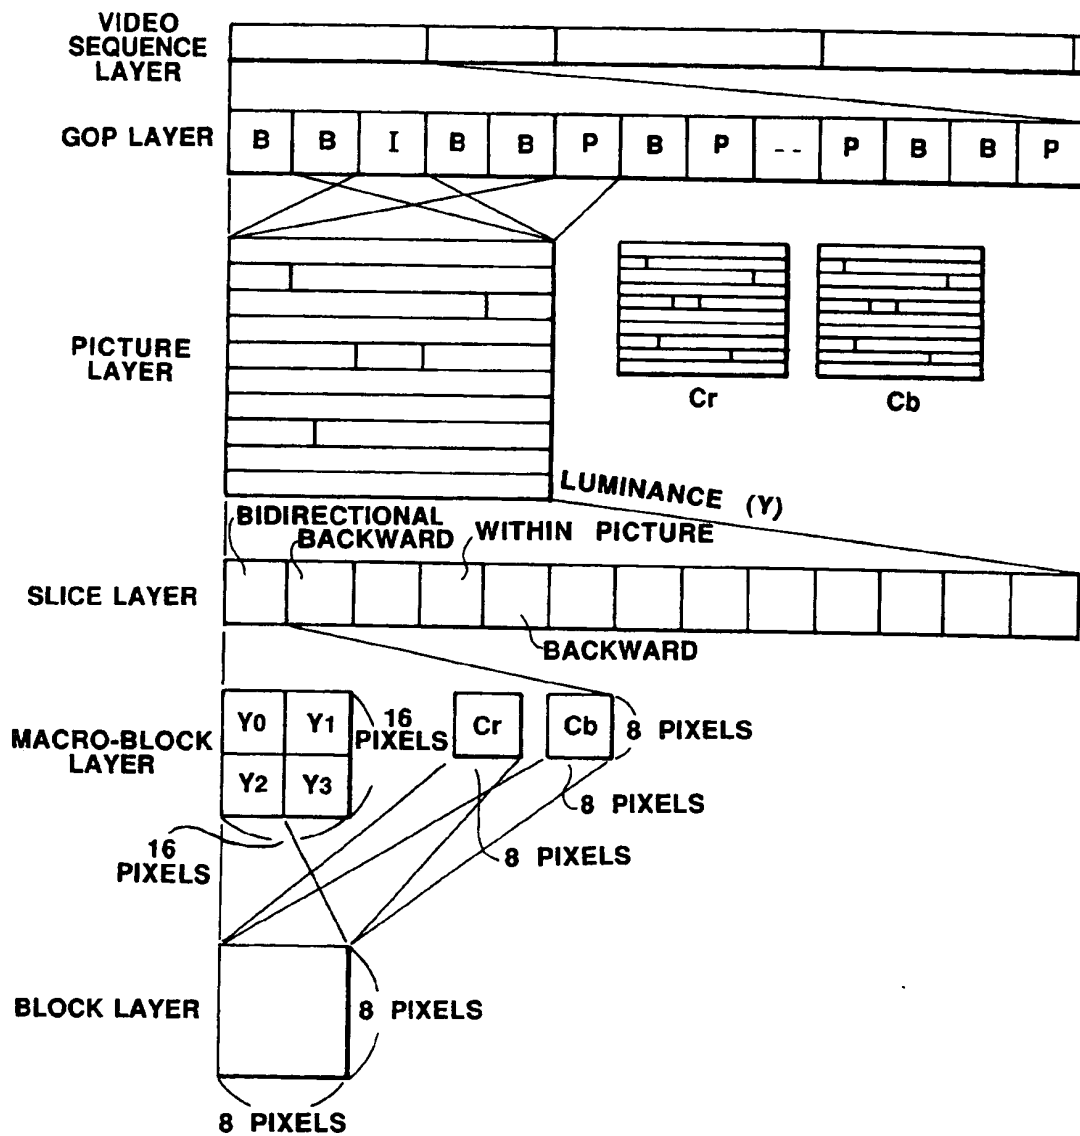 VIDEO
SEQUENCE
LAYER
GOP LAYER
B B I B B P B P -- P B B P
PICTURE
LAYER
Cr
Cb
LUMINANCE (Y)
BIDIRECTIONAL
BACKWARD
WITHIN PICTURE
SLICE LAYER
BACKWARD
MACRO-BLOCK
LAYER
Y0 Y1
Y2 Y3
16
PIXELS
Cr
Cb
8 PIXELS
8 PIXELS
8 PIXELS
16
PIXELS
BLOCK LAYER
8 PIXELS
8 PIXELS